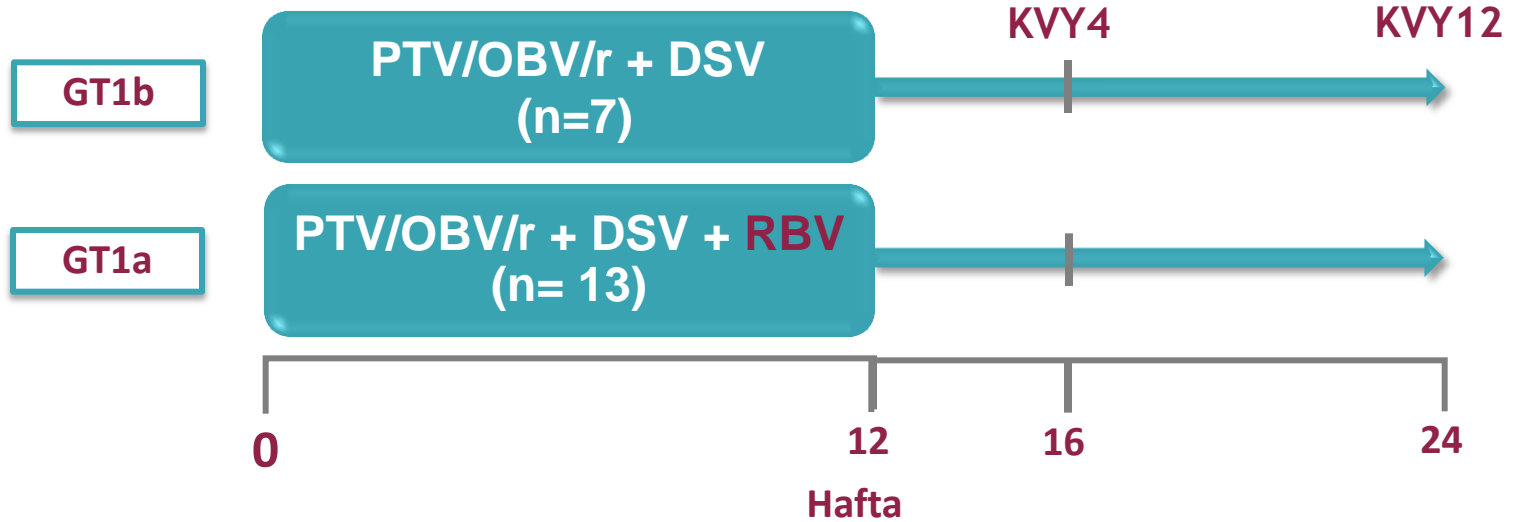 KVY4
KVY12
GT1b
PTV/OBV/r + DSV
(n=7)
GT1a
PTV/OBV/r + DSV + RBV
(n= 13)
0
12
16
24
Hafta